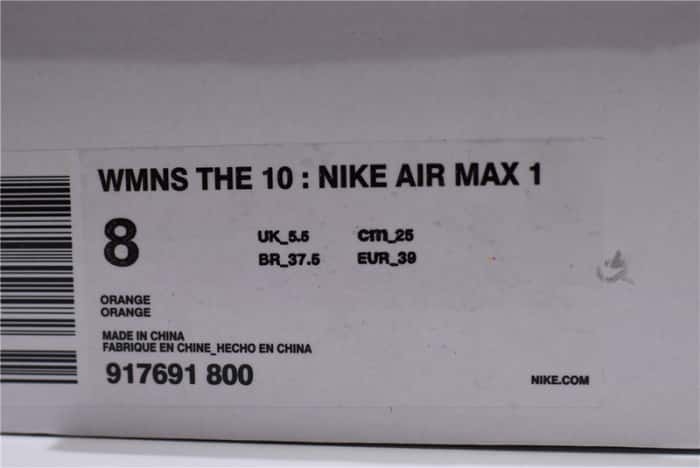 WMNS THE 10 : NIKE AIR MAX 1
8
UK_5.5 cm_25
BR_37.5 EUR_39
ORANGE
ORANGE
MADE IN CHINA
FABRIQUE EN CHINE_HECHO EN CHINA
917691 800
NIKE.COM